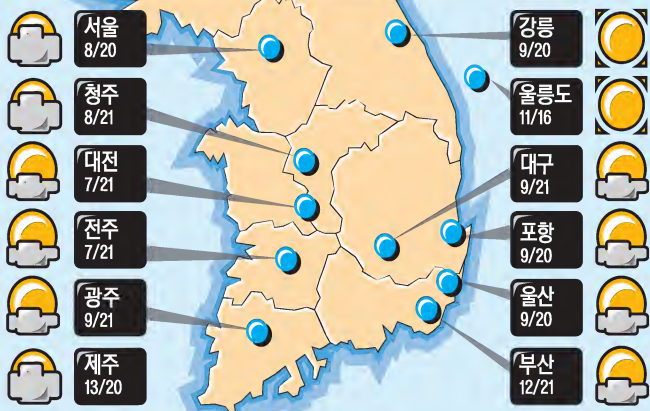 서울
8/20
청주
8/21
대전
7/21
전주
7/21
광주
9/21
제주
13/20
강릉
9/20
울릉도
11/16
대구
9/21
포항
9/20
울산
9/20
부산
12/21